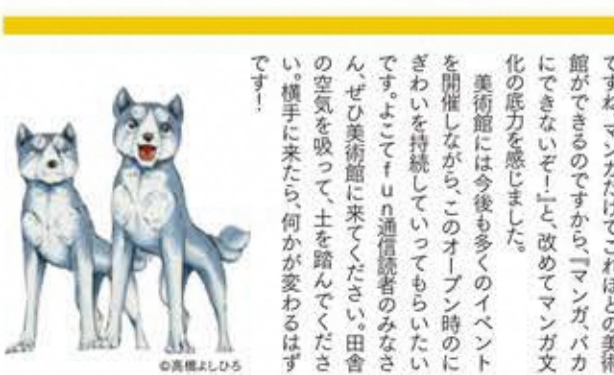 ですね。マンガだけでこれほどの美術
館ができるのですから、『マンガ、バカ
にできないぞ!』と、改めてマンガ文
化の底力を感じました。
美術館には今後も多くのイベント
を開催しながら、このオープン時のに
ぎわいを持続していってもらいたい
です。よこてfun通信読者のみなさ
ん、ぜひ美術館に来てください。田舎
の空気を吸って、土を踏んでくださ
い。横手に来たら、何かが変わるはず
です!
©高橋よしひろ